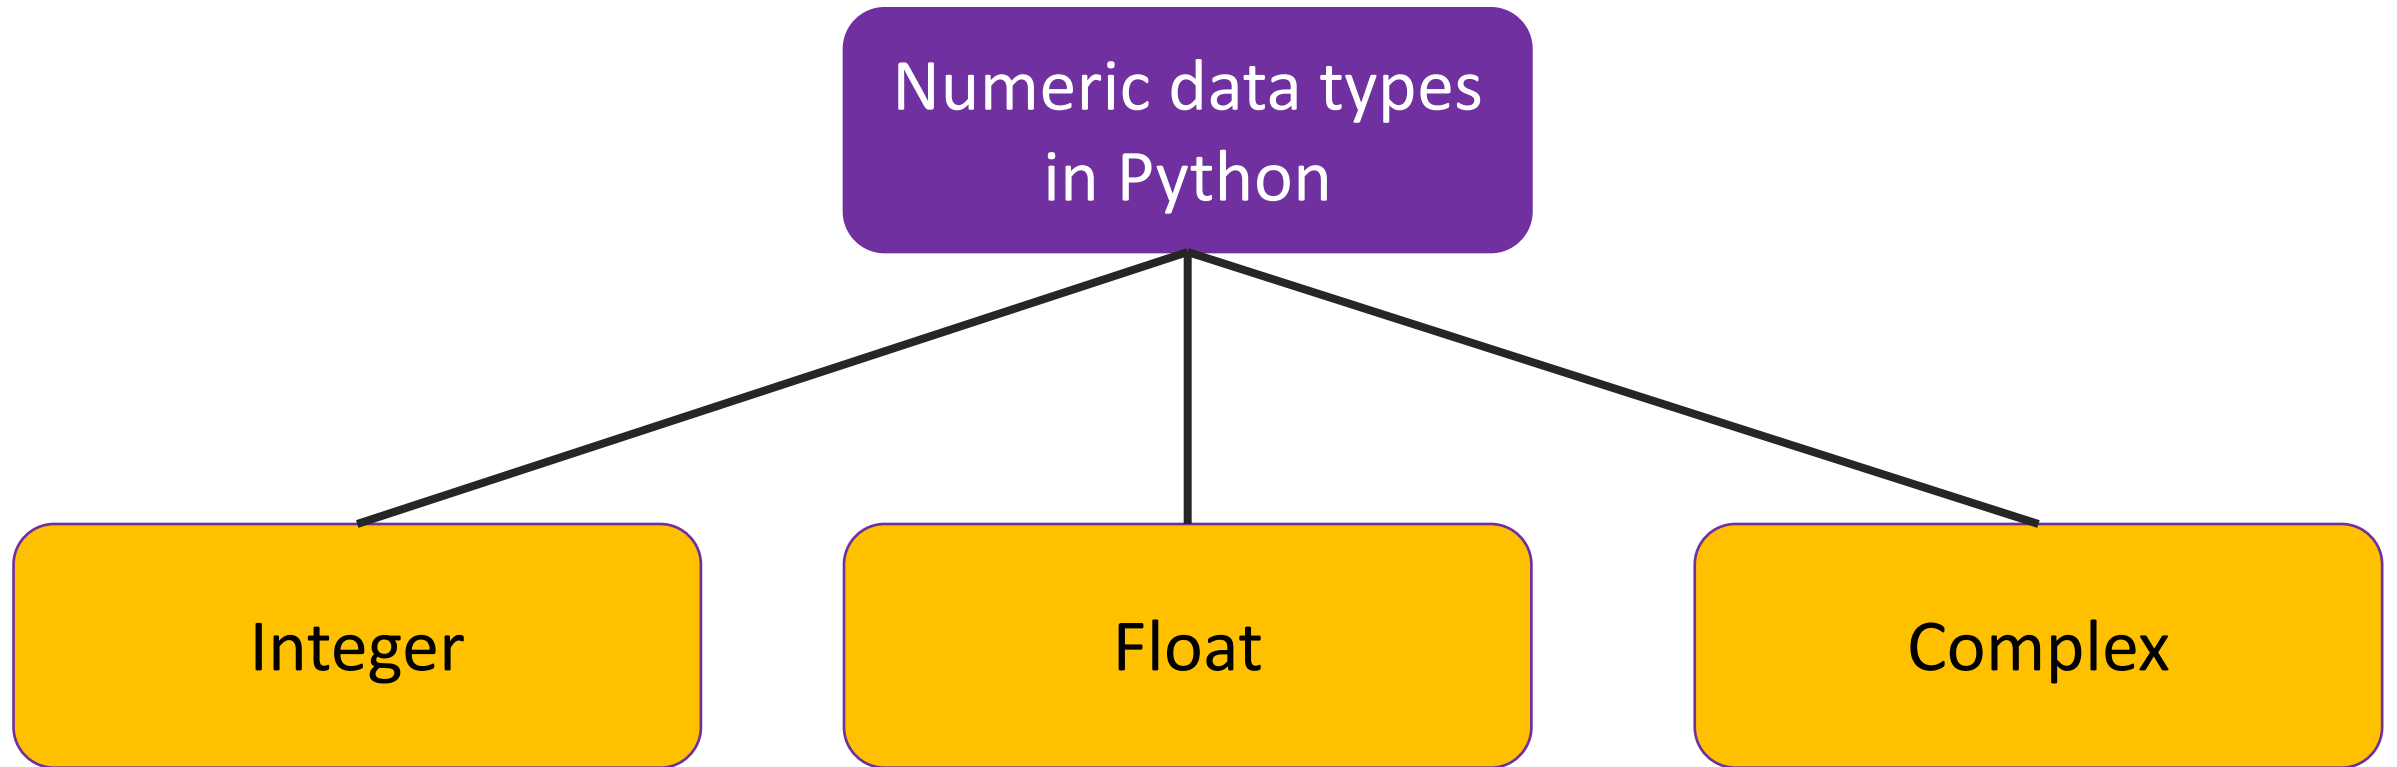 Numeric data types
in Python
Integer
Float
Complex